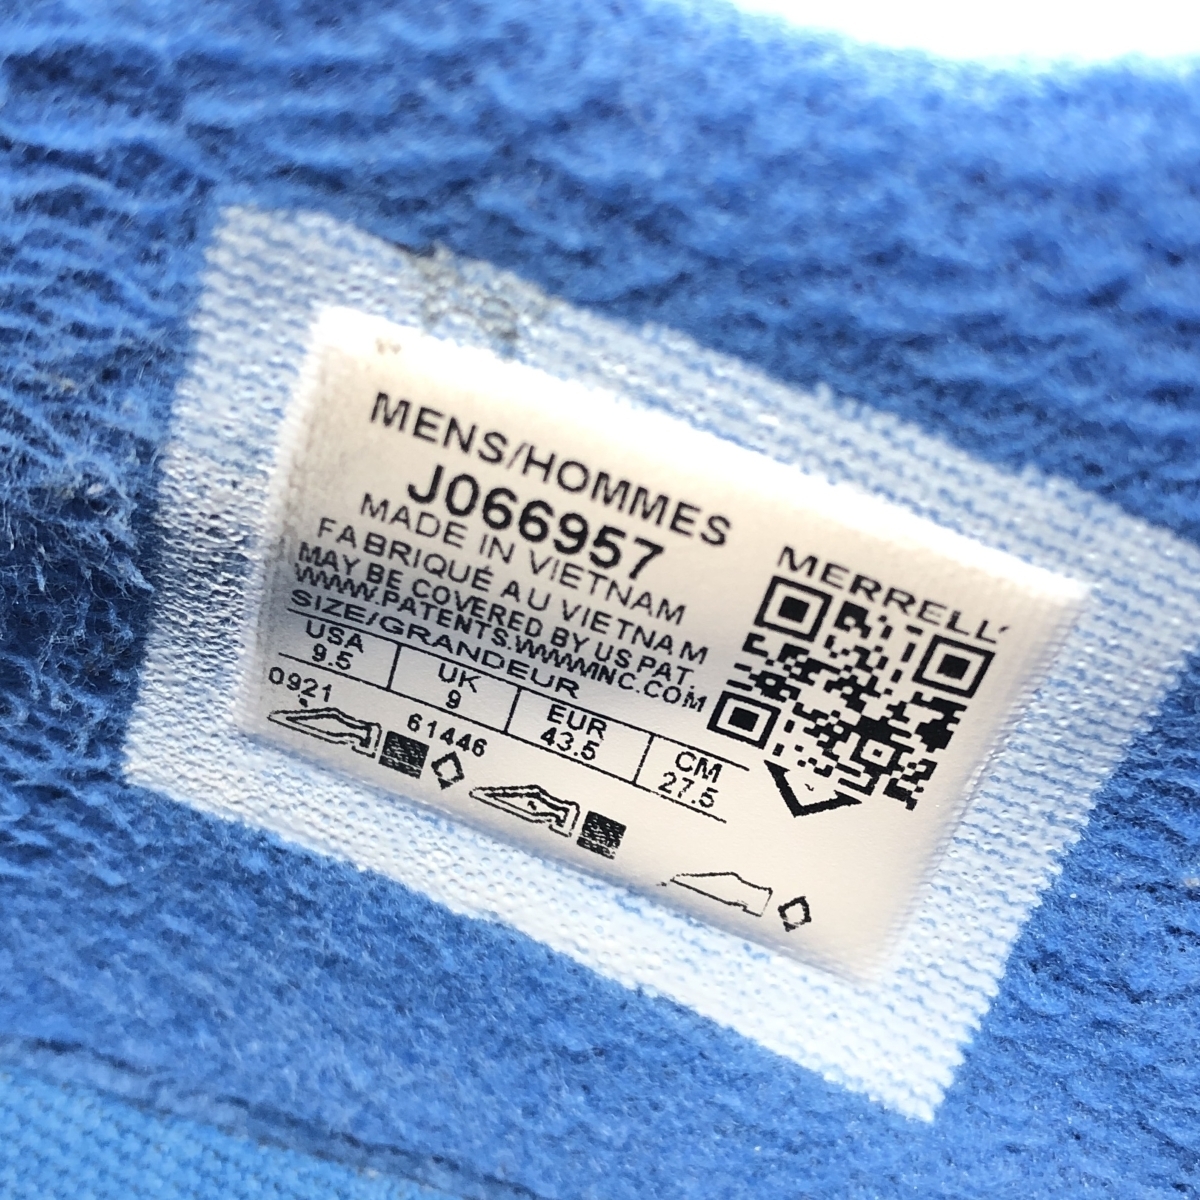 MENS/HOMMES
J066957
MADE IN VIETNAM
FABRIQUÉ AU VIETNAM
MAY BE COVERED BY US PAT.
WWW.PATENTS.WWWMNC.COM
SIZE/GRANDEUR
USA UK EUR CM
9.5 9 43.5 27.5
0921 61446
MERRELL